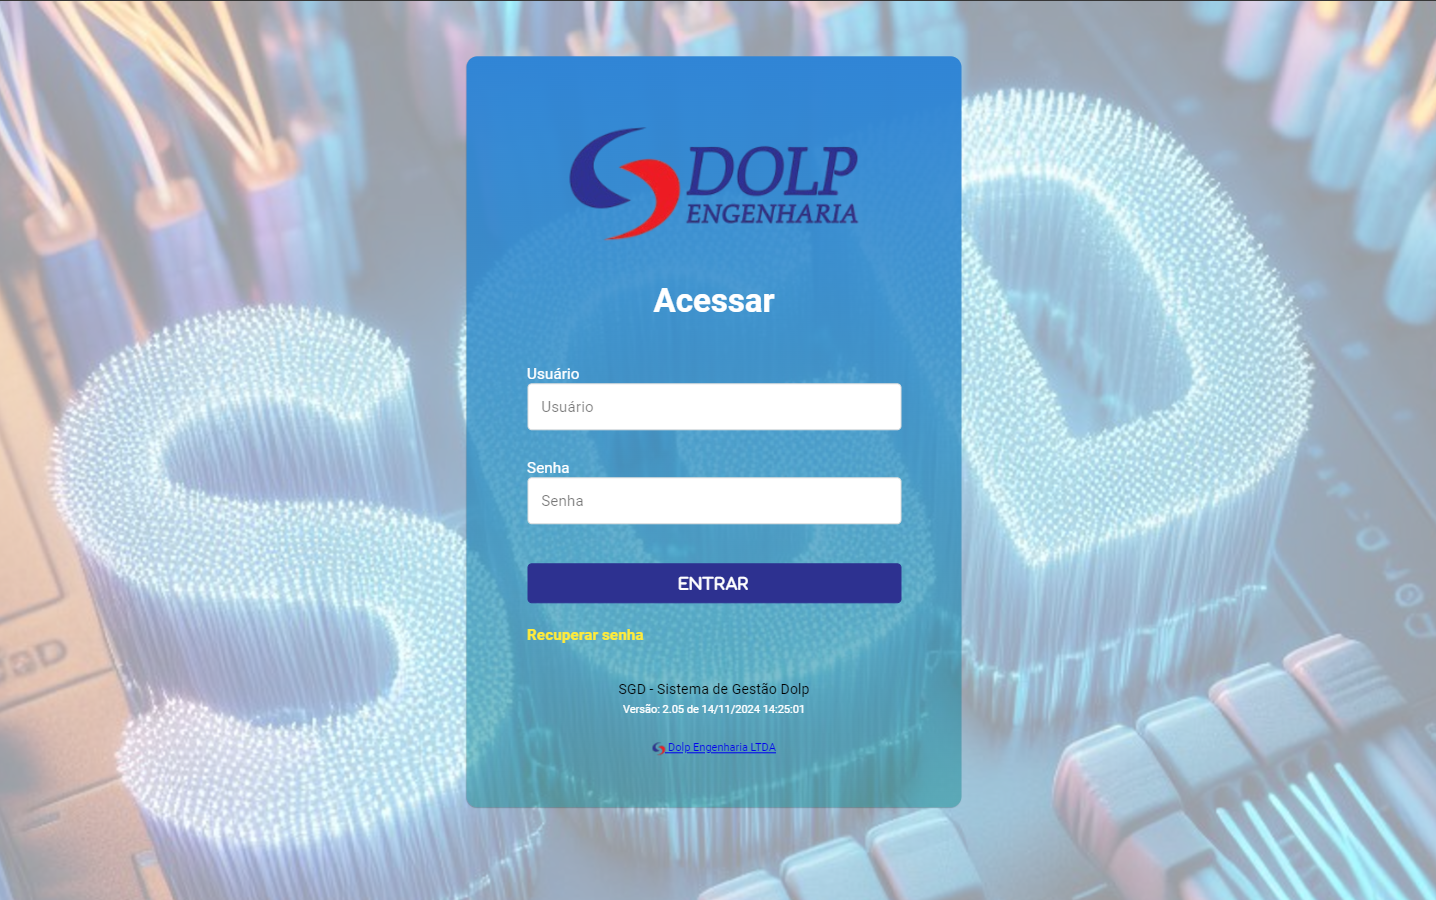 DOLP
ENGENHARIA
Acessar
Usuário
Usuário
Senha
Senha
ENTRAR
Recuperar senha
SGD - Sistema de Gestão Dolp
Versão: 2.05 de 14/11/2024 14:25:01
Dolp Engenharia LTDA
SGD